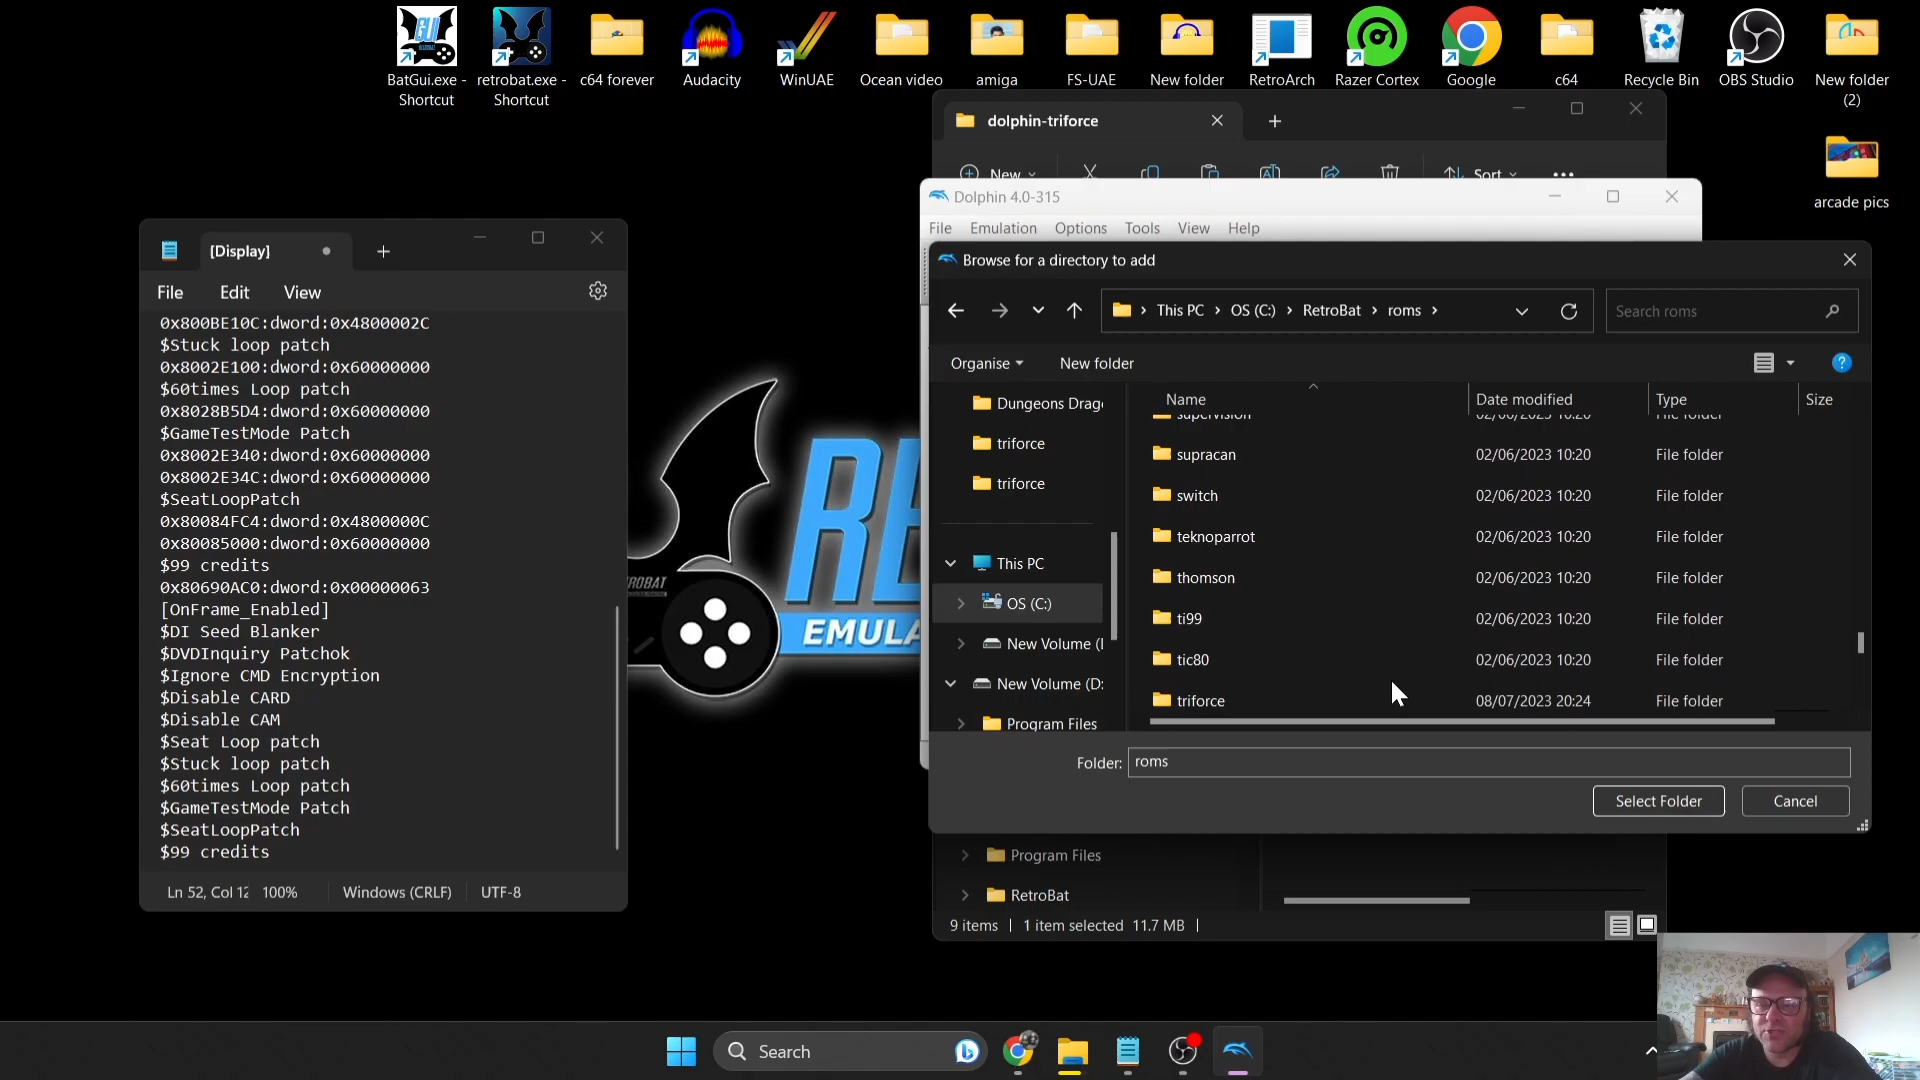 BatGui.exe -
Shortcut
retrobat.exe -
Shortcut
c64 forever
Audacity
WinUAE
Ocean video
amiga
FS-UAE
New folder
RetroArch
Razer Cortex
Google
c64
Recycle Bin
OBS Studio
New folder
(2)
arcade pics
dolphin-triforce
New
Sort
Dolphin 4.0-315
File Emulation Options Tools View Help
Browse for a directory to add
This PC > OS (C:) > RetroBat > roms >
Search roms
Organise
New folder
Name
Date modified
Type
Size
Dungeons Drag
triforce
triforce
This PC
OS (C:)
New Volume (
New Volume (D:
Program Files
supervision 02/06/2023 10:20 File folder
supracan 02/06/2023 10:20 File folder
switch 02/06/2023 10:20 File folder
teknoparrot 02/06/2023 10:20 File folder
thomson 02/06/2023 10:20 File folder
ti99 02/06/2023 10:20 File folder
tic80 02/06/2023 10:20 File folder
triforce 08/07/2023 20:24 File folder
Folder: roms
Select Folder
Cancel
Program Files
RetroBat
9 items | 1 item selected 11.7 MB |
[Display]
File Edit View
0x800BE10C:dword:0x4800002C
$Stuck loop patch
0x8002E100:dword:0x60000000
$60times Loop patch
0x8028B5D4:dword:0x60000000
$GameTestMode Patch
0x8002E340:dword:0x60000000
0x8002E34C:dword:0x60000000
$SeatLoopPatch
0x80084FC4:dword:0x4800000C
0x80085000:dword:0x60000000
$99 credits
0x80690AC0:dword:0x00000063
[OnFrame_Enabled]
$DI Seed Blanker
$DVDInquiry Patchok
$Ignore CMD Encryption
$Disable CARD
$Disable CAM
$Seat Loop patch
$Stuck loop patch
$60times Loop patch
$GameTestMode Patch
$SeatLoopPatch
$99 credits
Ln 52, Col 12 100% Windows (CRLF) UTF-8
RE
EMULA
Search